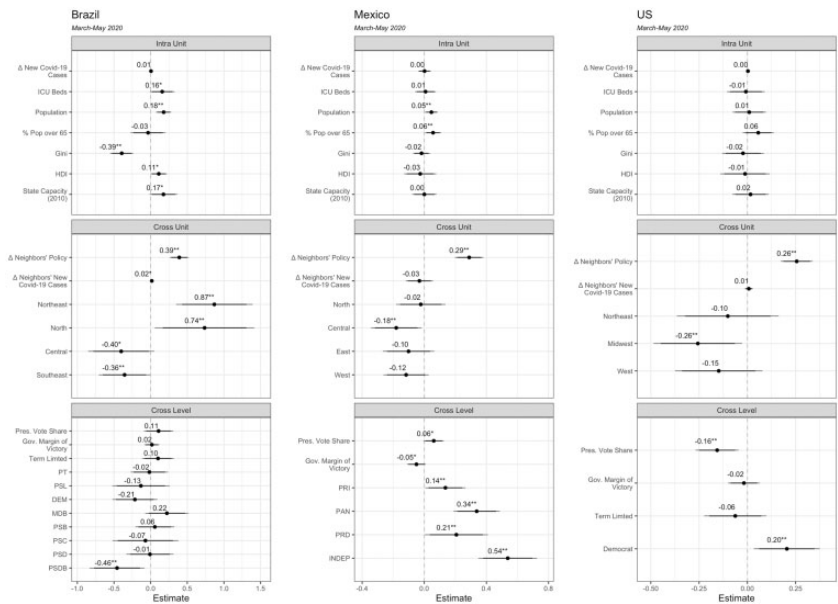 Brazil
March-May 2020
Intra Unit
Δ New Covid-19
Cases
0.01
ICU Beds
0.16*
Population
0.18**
% Pop over 65
-0.03
Gini
-0.39**
HDI
0.11*
State Capacity
(2010)
0.17*
Cross Unit
Δ Neighbors' Policy
0.39**
Δ Neighbors' New
Covid-19 Cases
0.02*
Northeast
0.87**
North
0.74**
Central
-0.40*
Southeast
-0.36**
Cross Level
Pres. Vote Share
0.11
Gov. Margin of
Victory
0.02
Term Limted
0.10
PT
-0.02
PSL
-0.13
DEM
-0.21
MDB
0.22
PSB
0.06
PSC
-0.07
PSD
-0.01
PSDB
-0.46**
-1.0 -0.5 0.0 0.5 1.0 1.5
Estimate
Mexico
March-May 2020
Intra Unit
Δ New Covid-19
Cases
0.00
ICU Beds
0.01
Population
0.05**
% Pop over 65
0.06**
Gini
-0.02
HDI
-0.03
State Capacity
(2010)
0.00
Cross Unit
Δ Neighbors' Policy
0.29**
Δ Neighbors' New
Covid-19 Cases
-0.03
North
-0.02
Central
-0.18**
East
-0.10
West
-0.12
Cross Level
Pres. Vote Share
0.06*
Gov. Margin of
Victory
-0.05*
PRI
0.14**
PAN
0.34**
PRD
0.21**
INDEP
0.54**
-0.4 0.0 0.4 0.8
Estimate
US
March-May 2020
Intra Unit
Δ New Covid-19
Cases
0.00
ICU Beds
-0.01
Population
0.01
% Pop over 65
0.06
Gini
-0.02
HDI
-0.01
State Capacity
(2010)
0.02
Cross Unit
Δ Neighbors' Policy
0.26**
Δ Neighbors' New
Covid-19 Cases
0.01
Northeast
-0.10
Midwest
-0.26**
West
-0.15
Cross Level
Pres. Vote Share
-0.16**
Gov. Margin of
Victory
-0.02
Term Limted
-0.06
Democrat
0.20**
-0.50 -0.25 0.00 0.25
Estimate